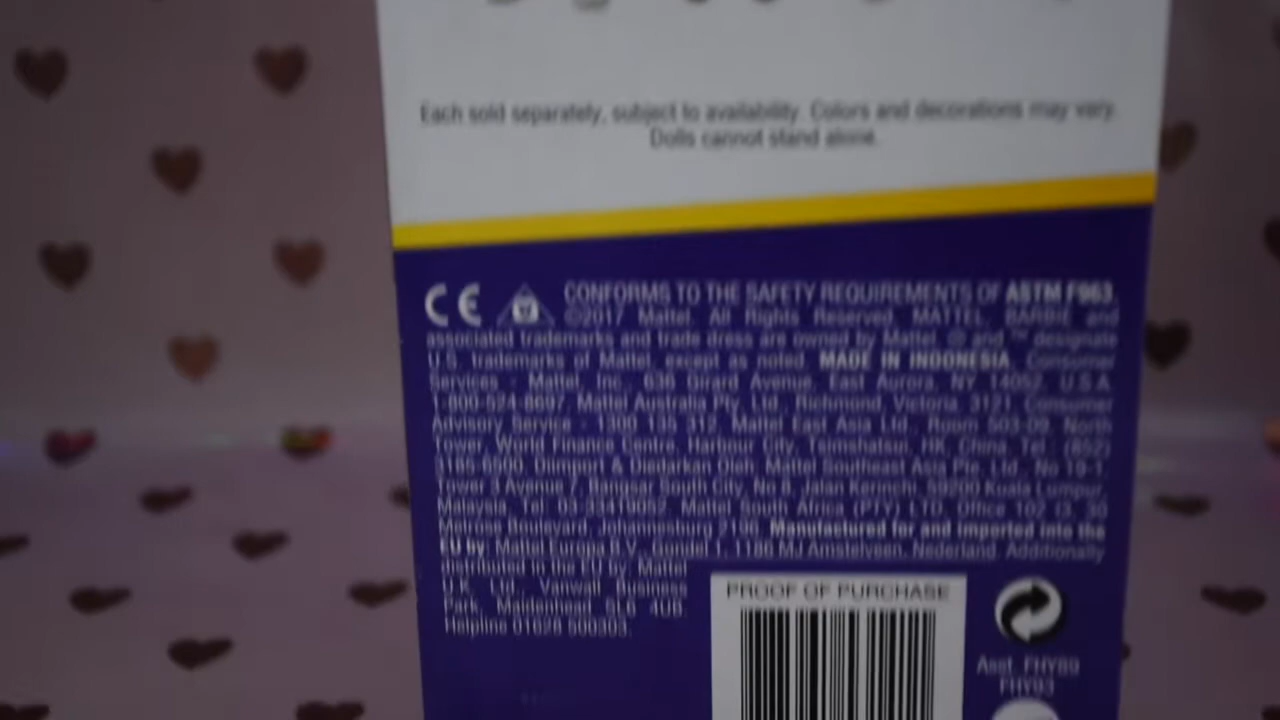 Each sold separately, subject to availability. Colors and decorations may vary.
Dolls cannot stand alone.
CE
CONFORMS TO THE SAFETY REQUIREMENTS OF ASTM F963.
©2017 Mattel. All Rights Reserved. MATTEL, BARBIE and
associated trademarks and trade dress are owned by Mattel. ® and ™ designate
U.S. trademarks of Mattel, except as noted. MADE IN INDONESIA. Consumer
Services - Mattel, Inc., 636 Girard Avenue, East Aurora, NY 14052, U.S.A.
1-800-524-8697. Mattel Australia Pty. Ltd., Richmond, Victoria. 3121. Consumer
Advisory Service - 1300 135 312. Mattel East Asia Ltd., Room 503-09, North
Tower, World Finance Centre, Harbour City, Tsimshatsui, HK, China. Tel.: (852)
3185-6500. Diimport & Diedarkan Oleh: Mattel Southeast Asia Pte. Ltd., No 19-1,
Tower 3 Avenue 7, Bangsar South City, No 8, Jalan Kerinchi, 59200 Kuala Lumpur,
Malaysia. Tel: 03-33419052. Mattel South Africa (PTY) LTD, Office 102 I3, 30
Melrose Boulevard, Johannesburg 2196. Manufactured for and imported into the
EU by: Mattel Europa B.V., Gondel 1, 1186 MJ Amstelveen, Nederland. Additionally
distributed in the EU by: Mattel
U.K. Ltd., Vanwall Business
Park, Maidenhead SL6 4UB.
Helpline 01628 500303.
PROOF OF PURCHASE
Asst. FHY89
FHY93